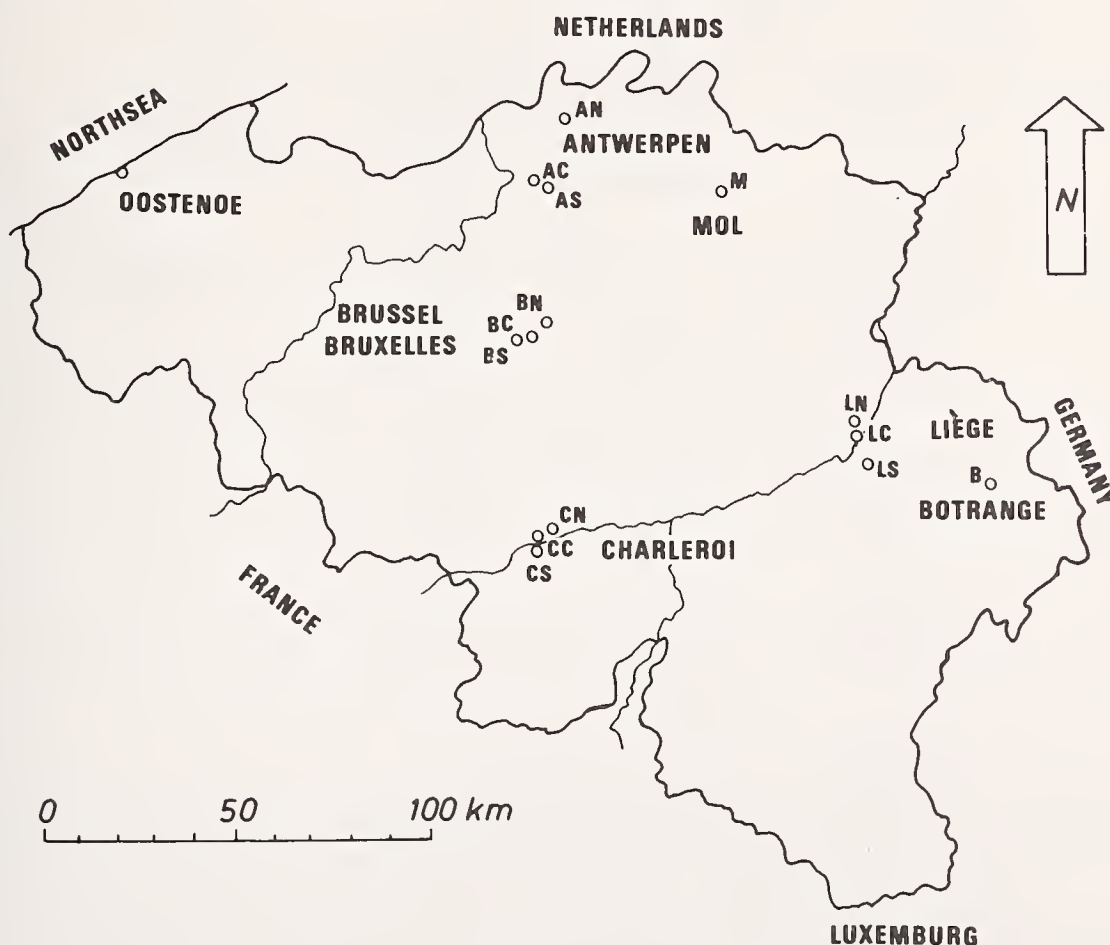 NETHERLANDS
NORTHSEA
AN
ANTWERPEN
AC
AS
M
MOL
N
OOSTENOE
BRUSSEL
BRUXELLES
BN
BC
BS
LN
LC
LS
LIÈGE
GERMANY
B
BOTRANGE
CN
CC
CS
CHARLEROI
FRANCE
0 50 100 km
LUXEMBURG